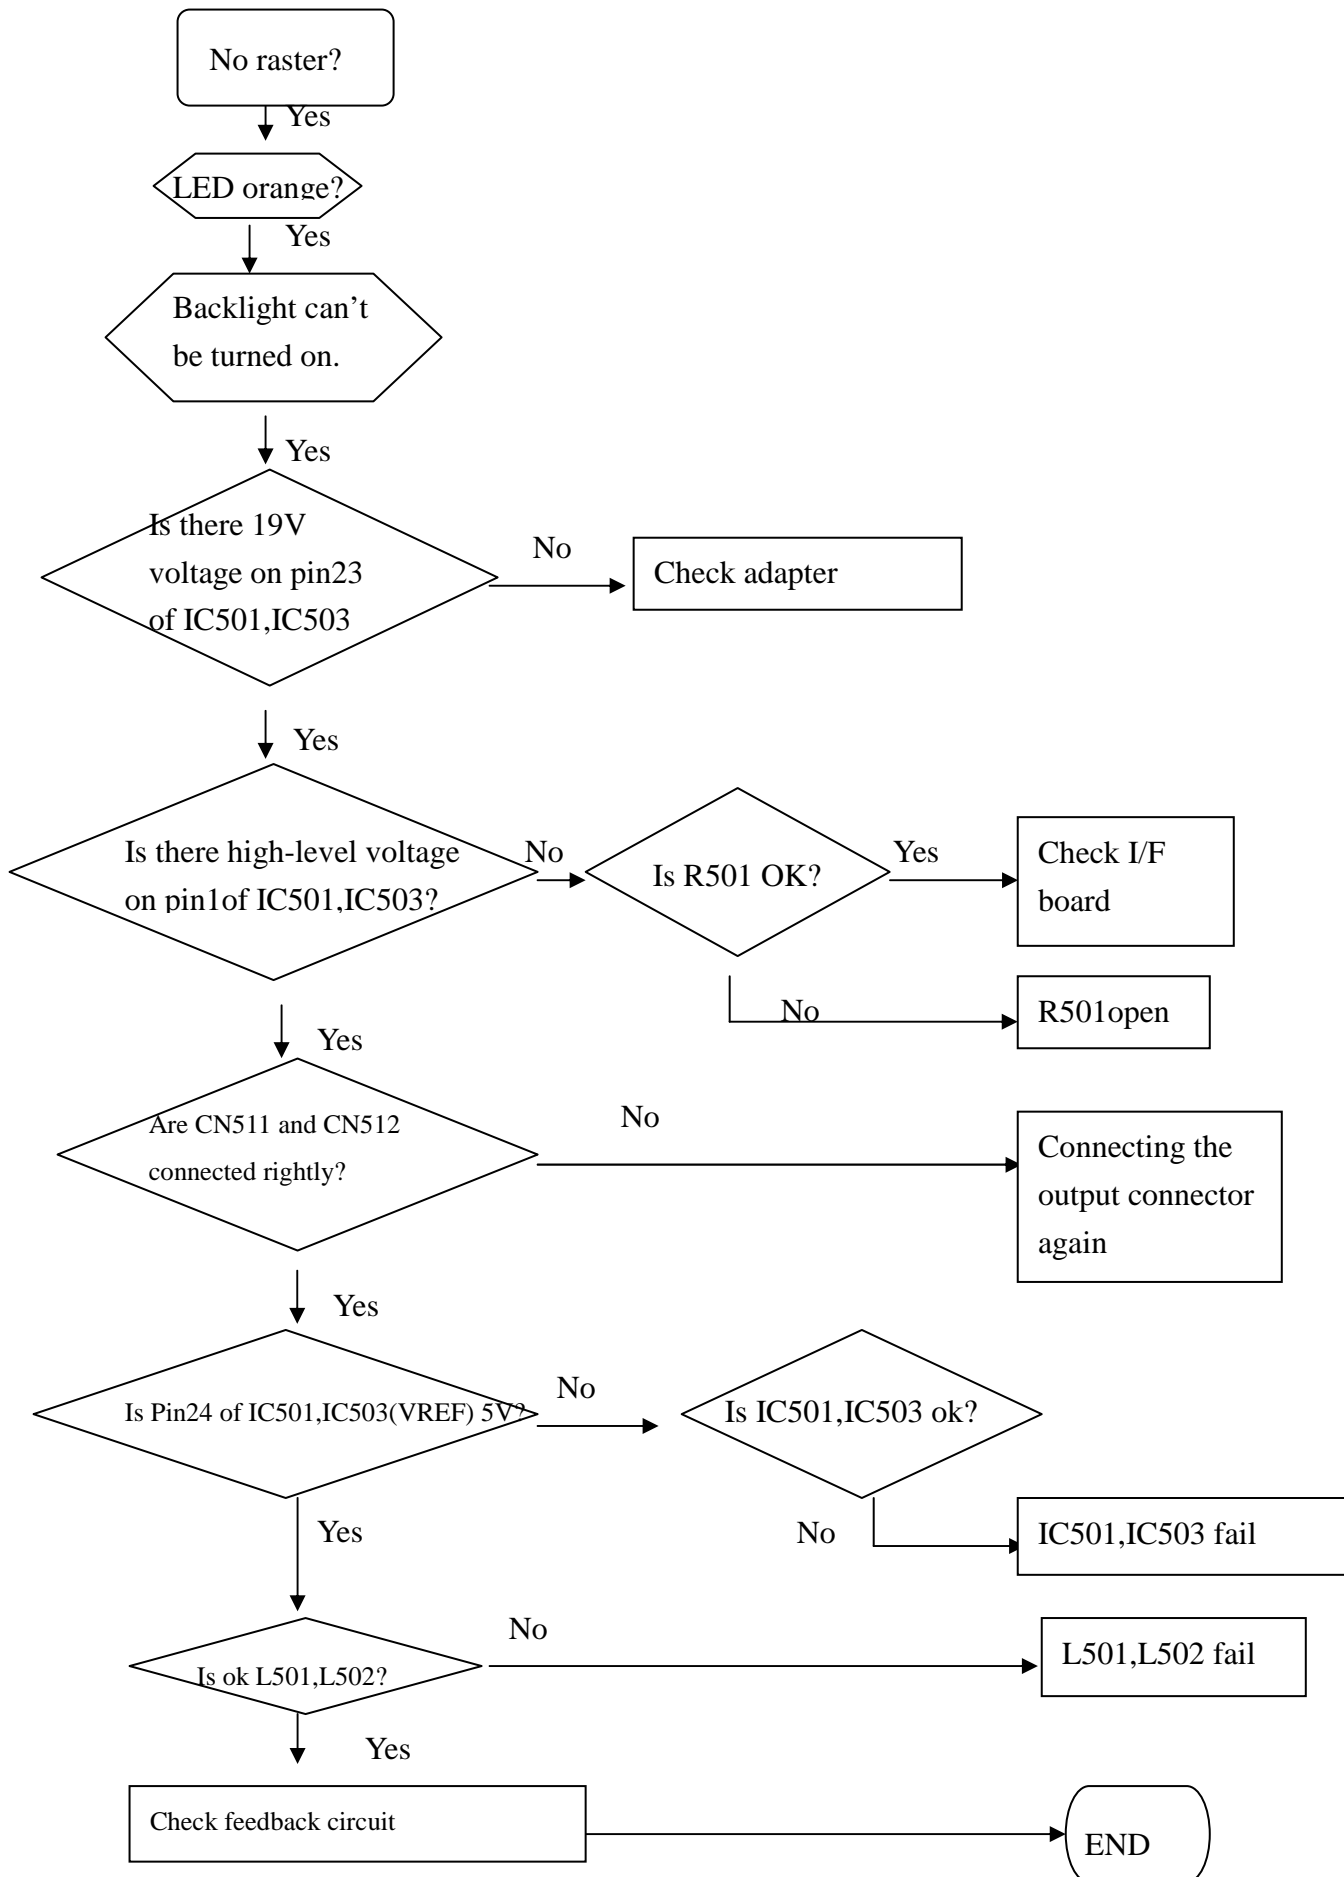 No raster?
Yes
LED orange?
Yes
Backlight can't
be turned on.
Yes
Is there 19V
voltage on pin23
of IC501,IC503
No
Check adapter
Yes
Is there high-level voltage
on pin1of IC501,IC503?
No
Is R501 OK?
Yes
Check I/F
board
No
R501open
Yes
Are CN511 and CN512
connected rightly?
No
Connecting the
output connector
again
Yes
Is Pin24 of IC501,IC503(VREF) 5V?
No
Is IC501,IC503 ok?
No
IC501,IC503 fail
Yes
Is ok L501,L502?
No
L501,L502 fail
Yes
Check feedback circuit
END